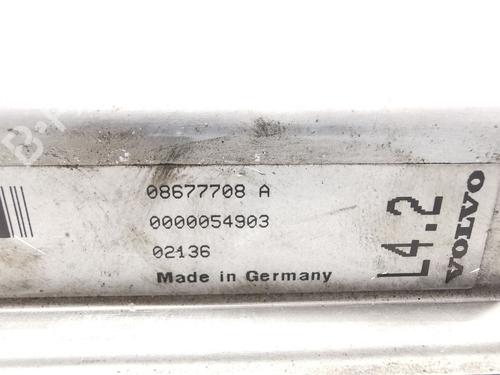 08677708 A
0000054903
02136
Made in Germany
L4.2
VOLVO